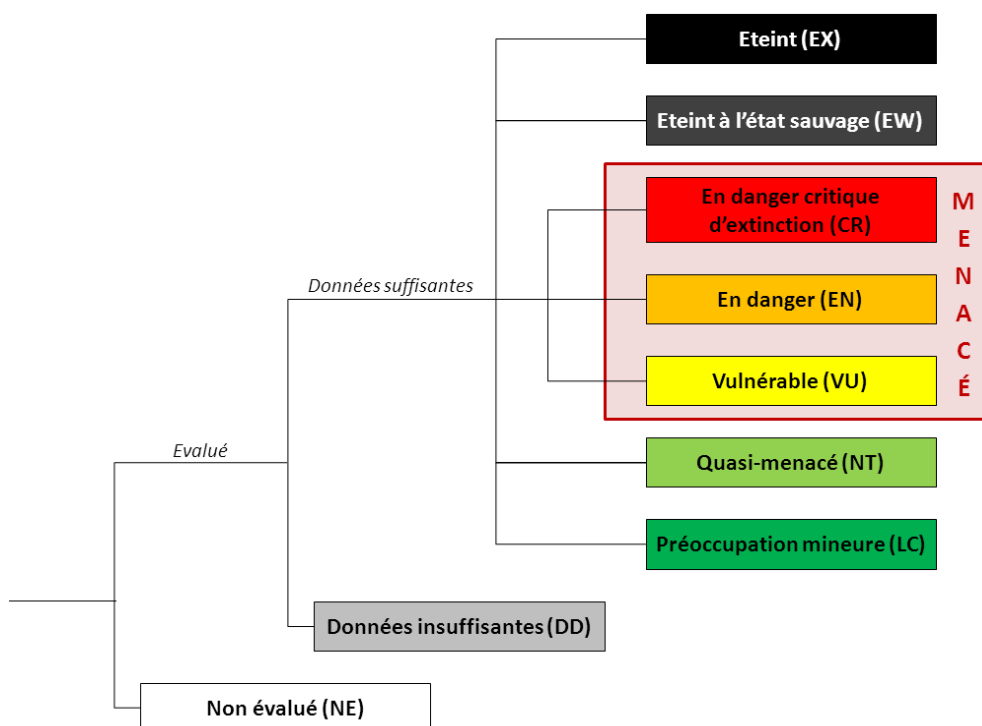 Eteint (EX)
Eteint à l'état sauvage (EW)
En danger critique
d'extinction (CR)
En danger (EN)
Vulnérable (VU)
MENACÉ
Données suffisantes
Quasi-menacé (NT)
Evalué
Préoccupation mineure (LC)
Données insuffisantes (DD)
Non évalué (NE)